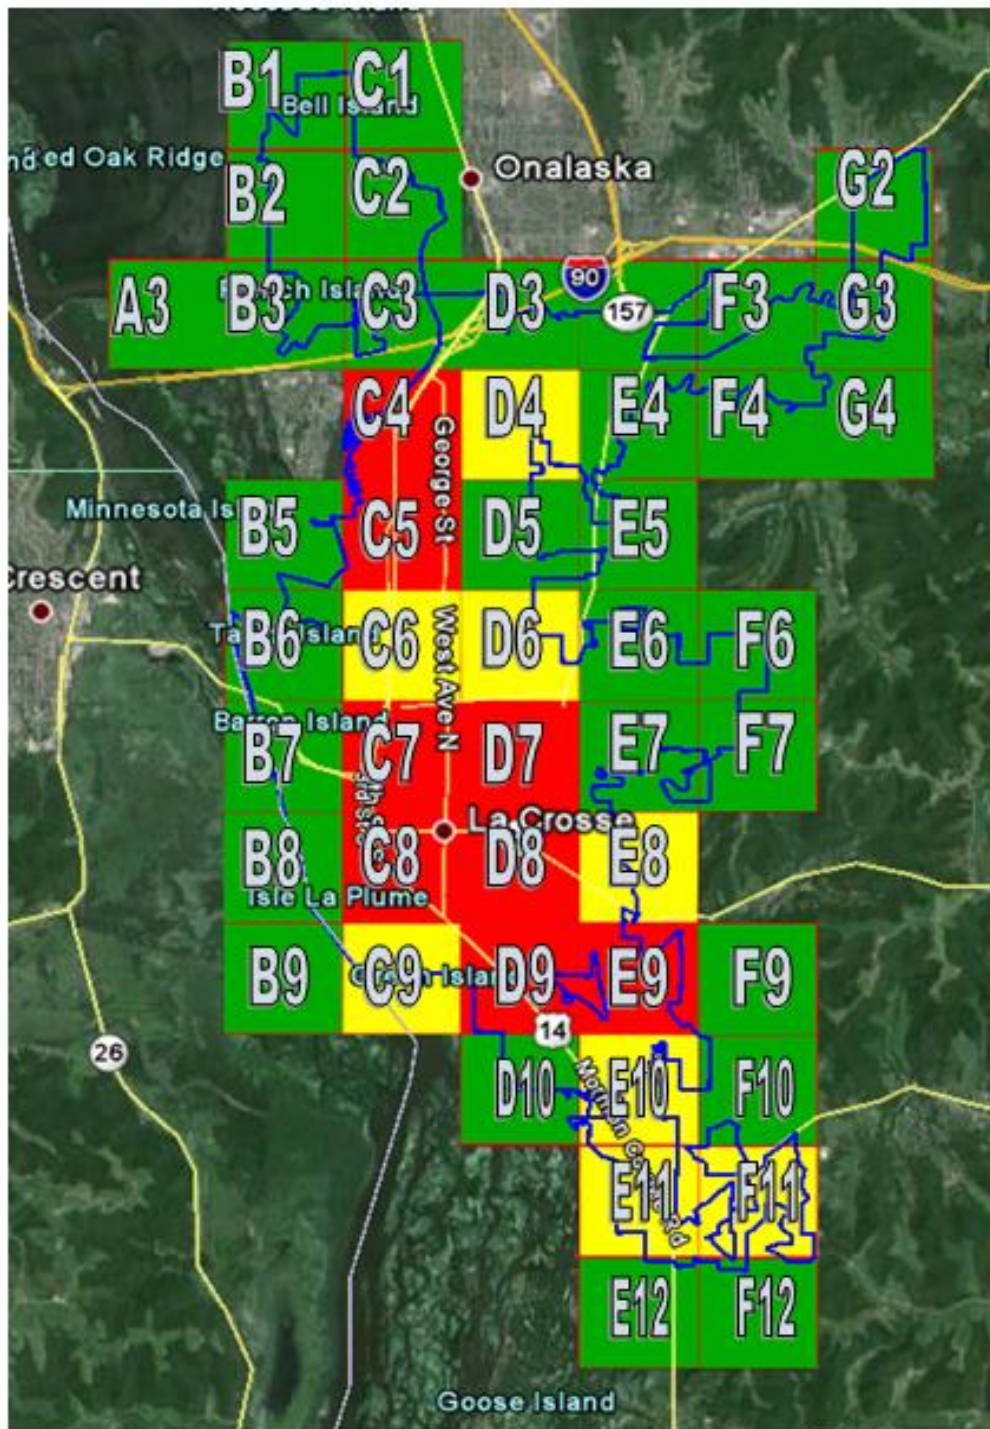 B1 C1
Bell Island
ed Oak Ridge
B2 C2 Onalaska G2
A3 B3 C3 D3 90 157 F3 G3
C4 D4 E4 F4 G4
George St
Minnesota Is
B5 C5 D5 E5
Crescent
B6 C6 D6 E6 F6
West Ave N
Barron Island
B7 C7 D7 E7 F7
La Crosse
B8 C8 D8 E8
Isle La Plume
B9 C9 D9 E9 F9
14
26
D10 E10 F10
E11 F11
E12 F12
Goose Island